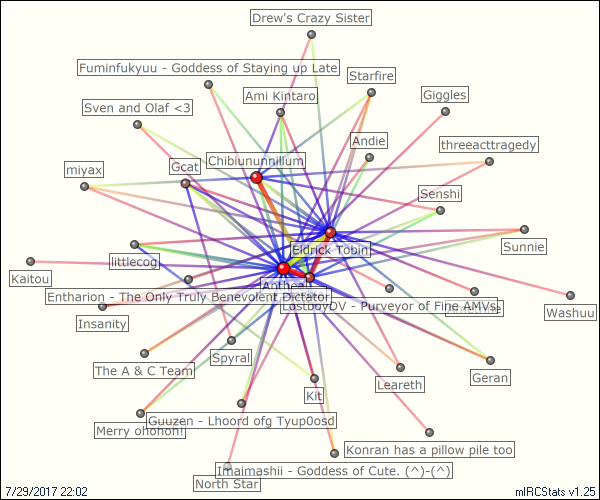 Drew's Crazy Sister
Fuminfukyuu - Goddess of Staying up Late
Starfire
Ami Kintaro
Giggles
Sven and Olaf <3
Andie
threeacttragedy
Chibiununnillum
Gcat
miyax
Senshi
Eldrick Tobin
Sunnie
littlecog
Kaitou
Antheall
Entharion - The Only Truly Benevolent Dictator
LostboyDV - Purveyor of Fine AMVs
Washuu
Insanity
Spyral
The A & C Team
Geran
Leareth
Kit
Guuzen - Lhoord ofg Tyup0osd
Merry ohohoh!
Konran has a pillow pile too
Imaimashii - Goddess of Cute. (^)-(^)
North Star
7/29/2017 22:02
mIRCStats v1.25